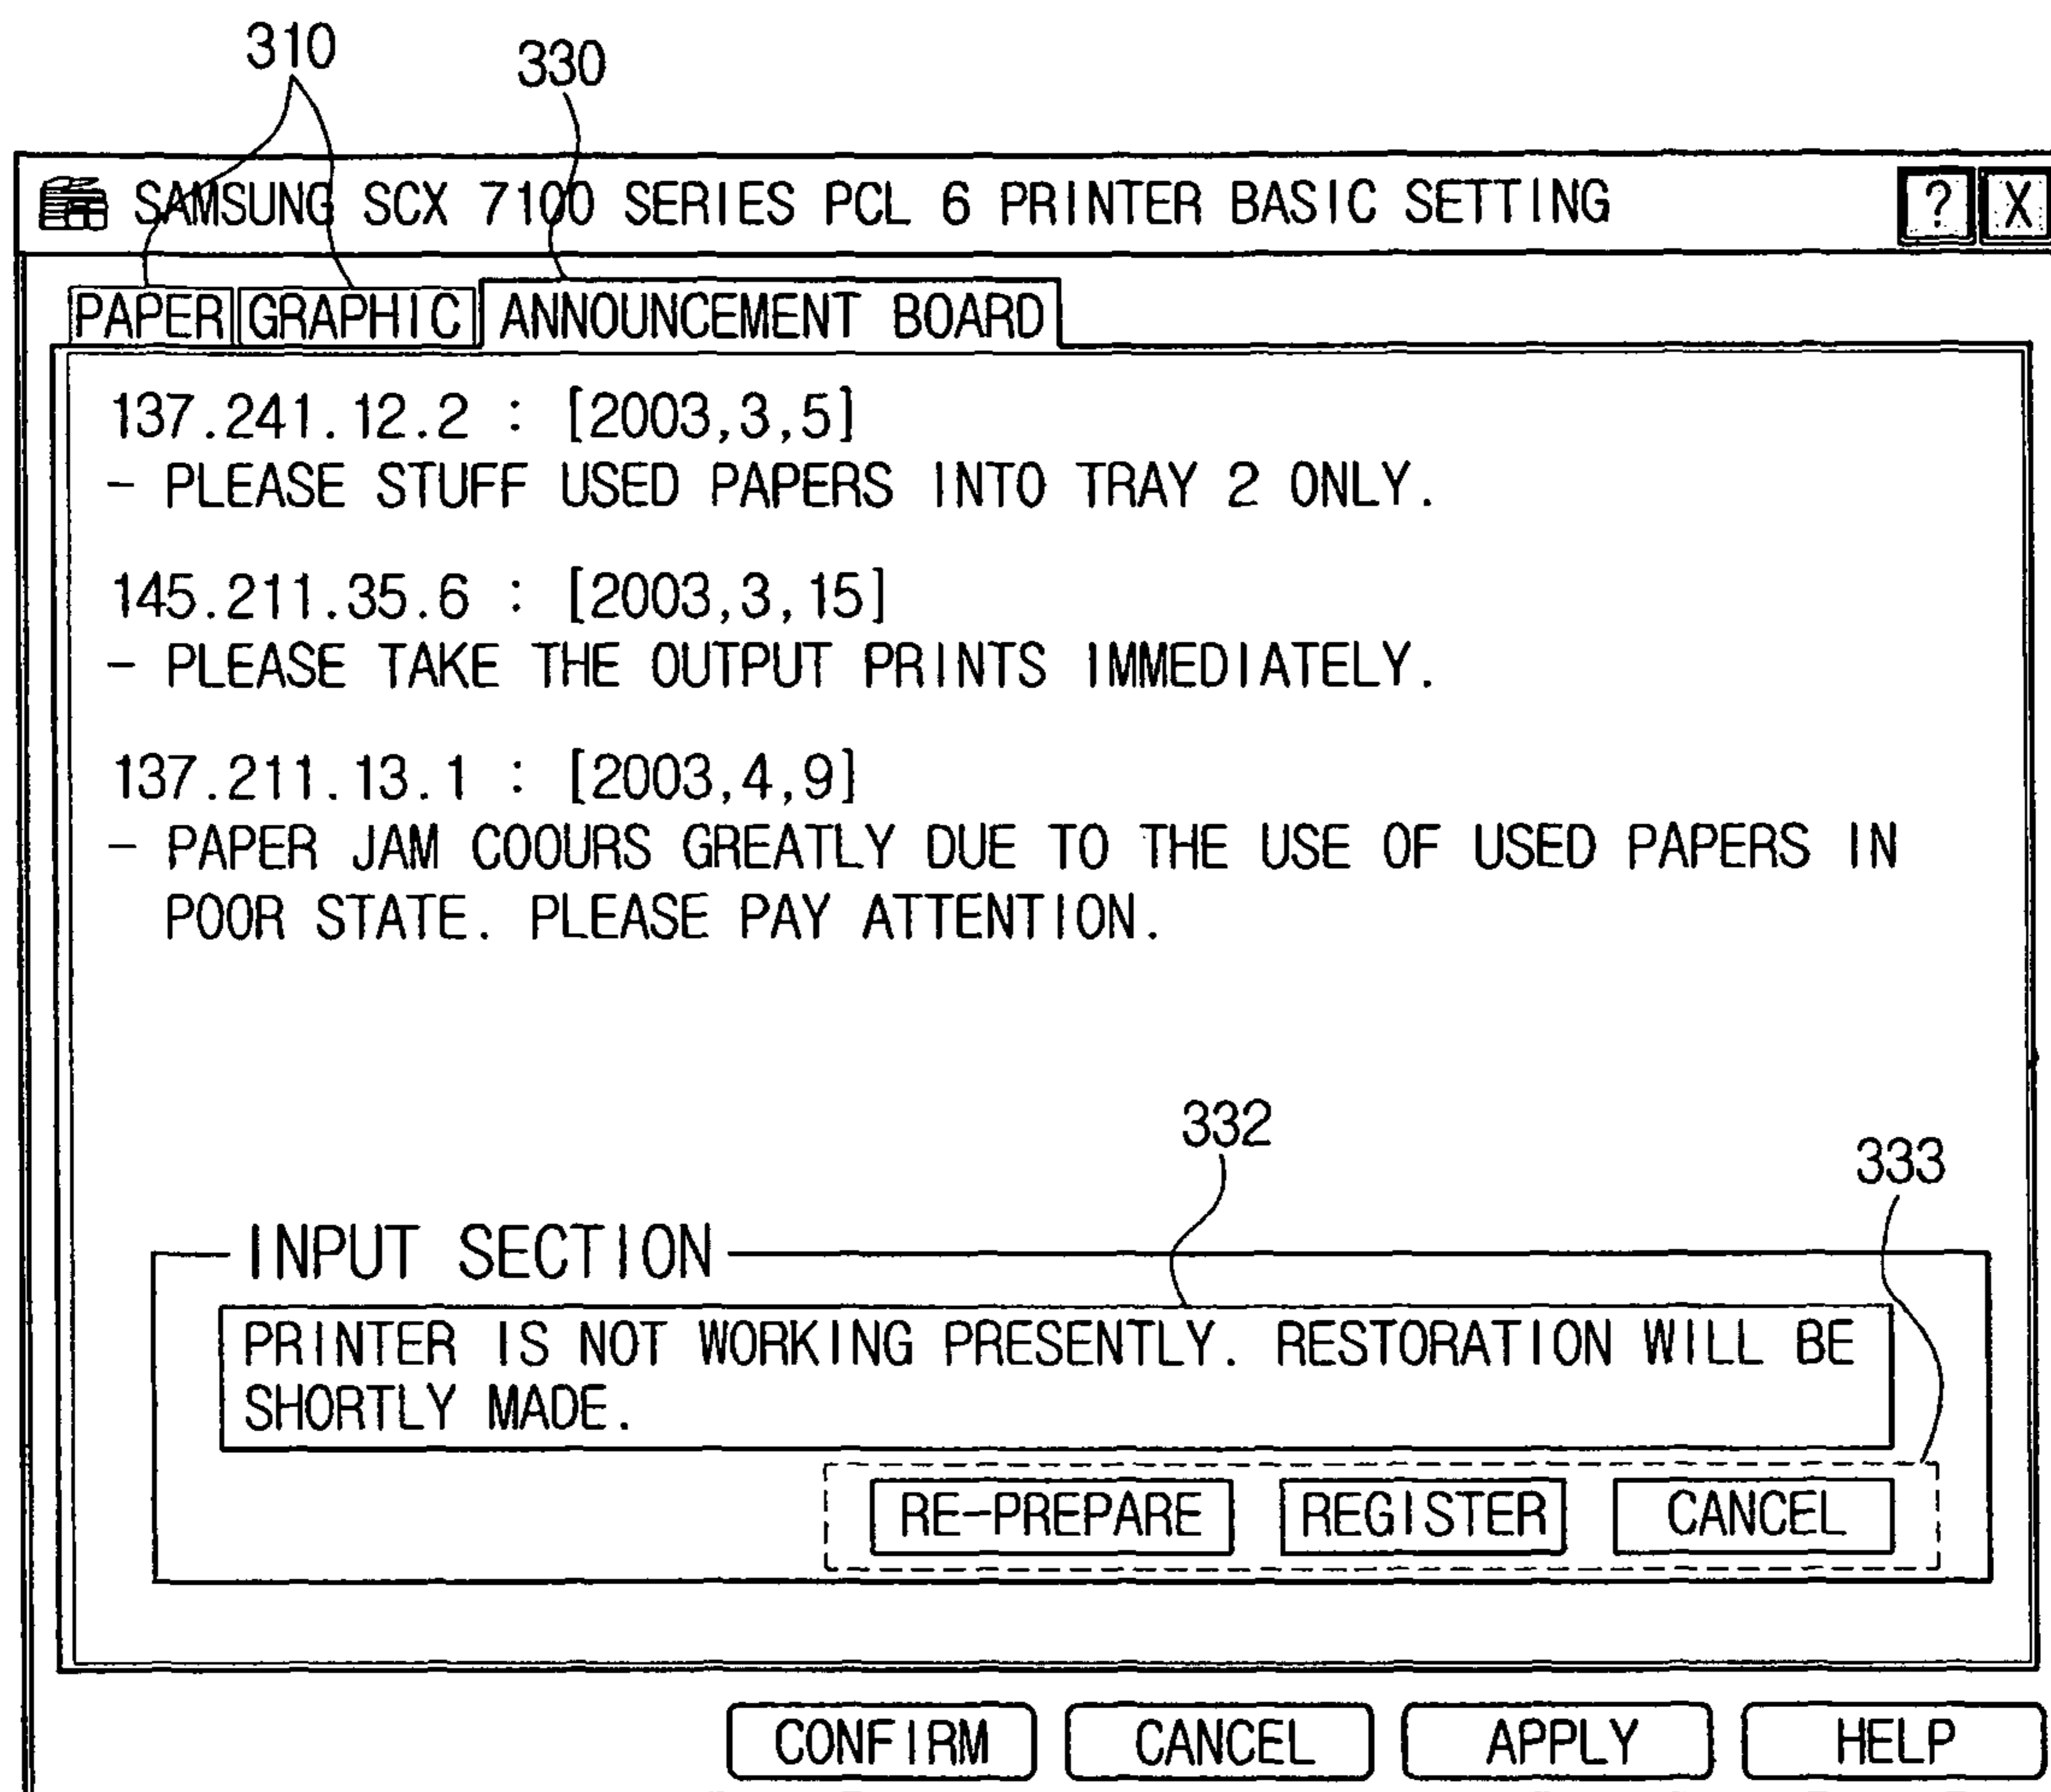 310
330
SAMSUNG SCX 7100 SERIES PCL 6 PRINTER BASIC SETTING ? X
PAPER GRAPHIC ANNOUNCEMENT BOARD
137.241.12.2 : [2003,3,5]
- PLEASE STUFF USED PAPERS INTO TRAY 2 ONLY.
145.211.35.6 : [2003,3,15]
- PLEASE TAKE THE OUTPUT PRINTS IMMEDIATELY.
137.211.13.1 : [2003,4,9]
- PAPER JAM COOURS GREATLY DUE TO THE USE OF USED PAPERS IN
POOR STATE. PLEASE PAY ATTENTION.
332
333
INPUT SECTION
PRINTER IS NOT WORKING PRESENTLY. RESTORATION WILL BE
SHORTLY MADE.
RE-PREPARE REGISTER CANCEL
CONFIRM CANCEL APPLY HELP